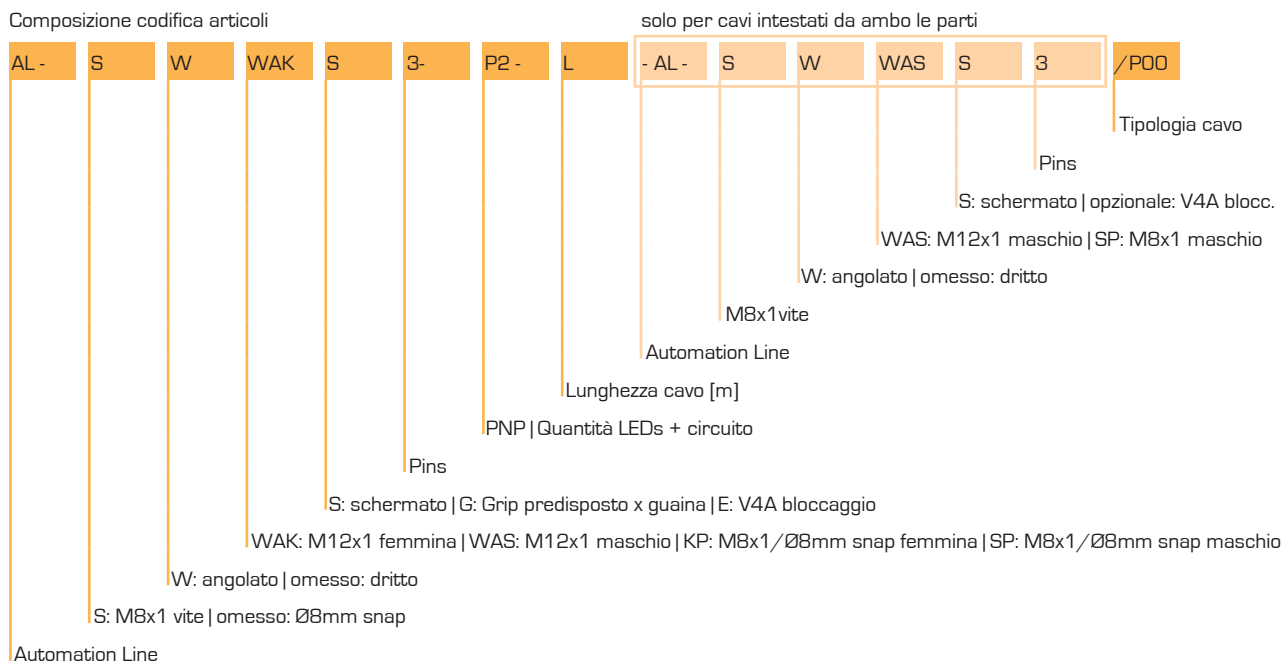 Composizione codifica articoli
solo per cavi intestati da ambo le parti
AL - S W WAK S 3- P2 - L - AL - S W WAS S 3 /P00
Tipologia cavo
Pins
S: schermato | opzionale: V4A blocc.
WAS: M12x1 maschio | SP: M8x1 maschio
W: angolato | omesso: dritto
M8x1vite
Automation Line
Lunghezza cavo [m]
PNP | Quantità LEDs + circuito
Pins
S: schermato | G: Grip predisposto x guaina | E: V4A bloccaggio
WAK: M12x1 femmina | WAS: M12x1 maschio | KP: M8x1/Ø8mm snap femmina | SP: M8x1/Ø8mm snap maschio
W: angolato | omesso: dritto
S: M8x1 vite | omesso: Ø8mm snap
Automation Line